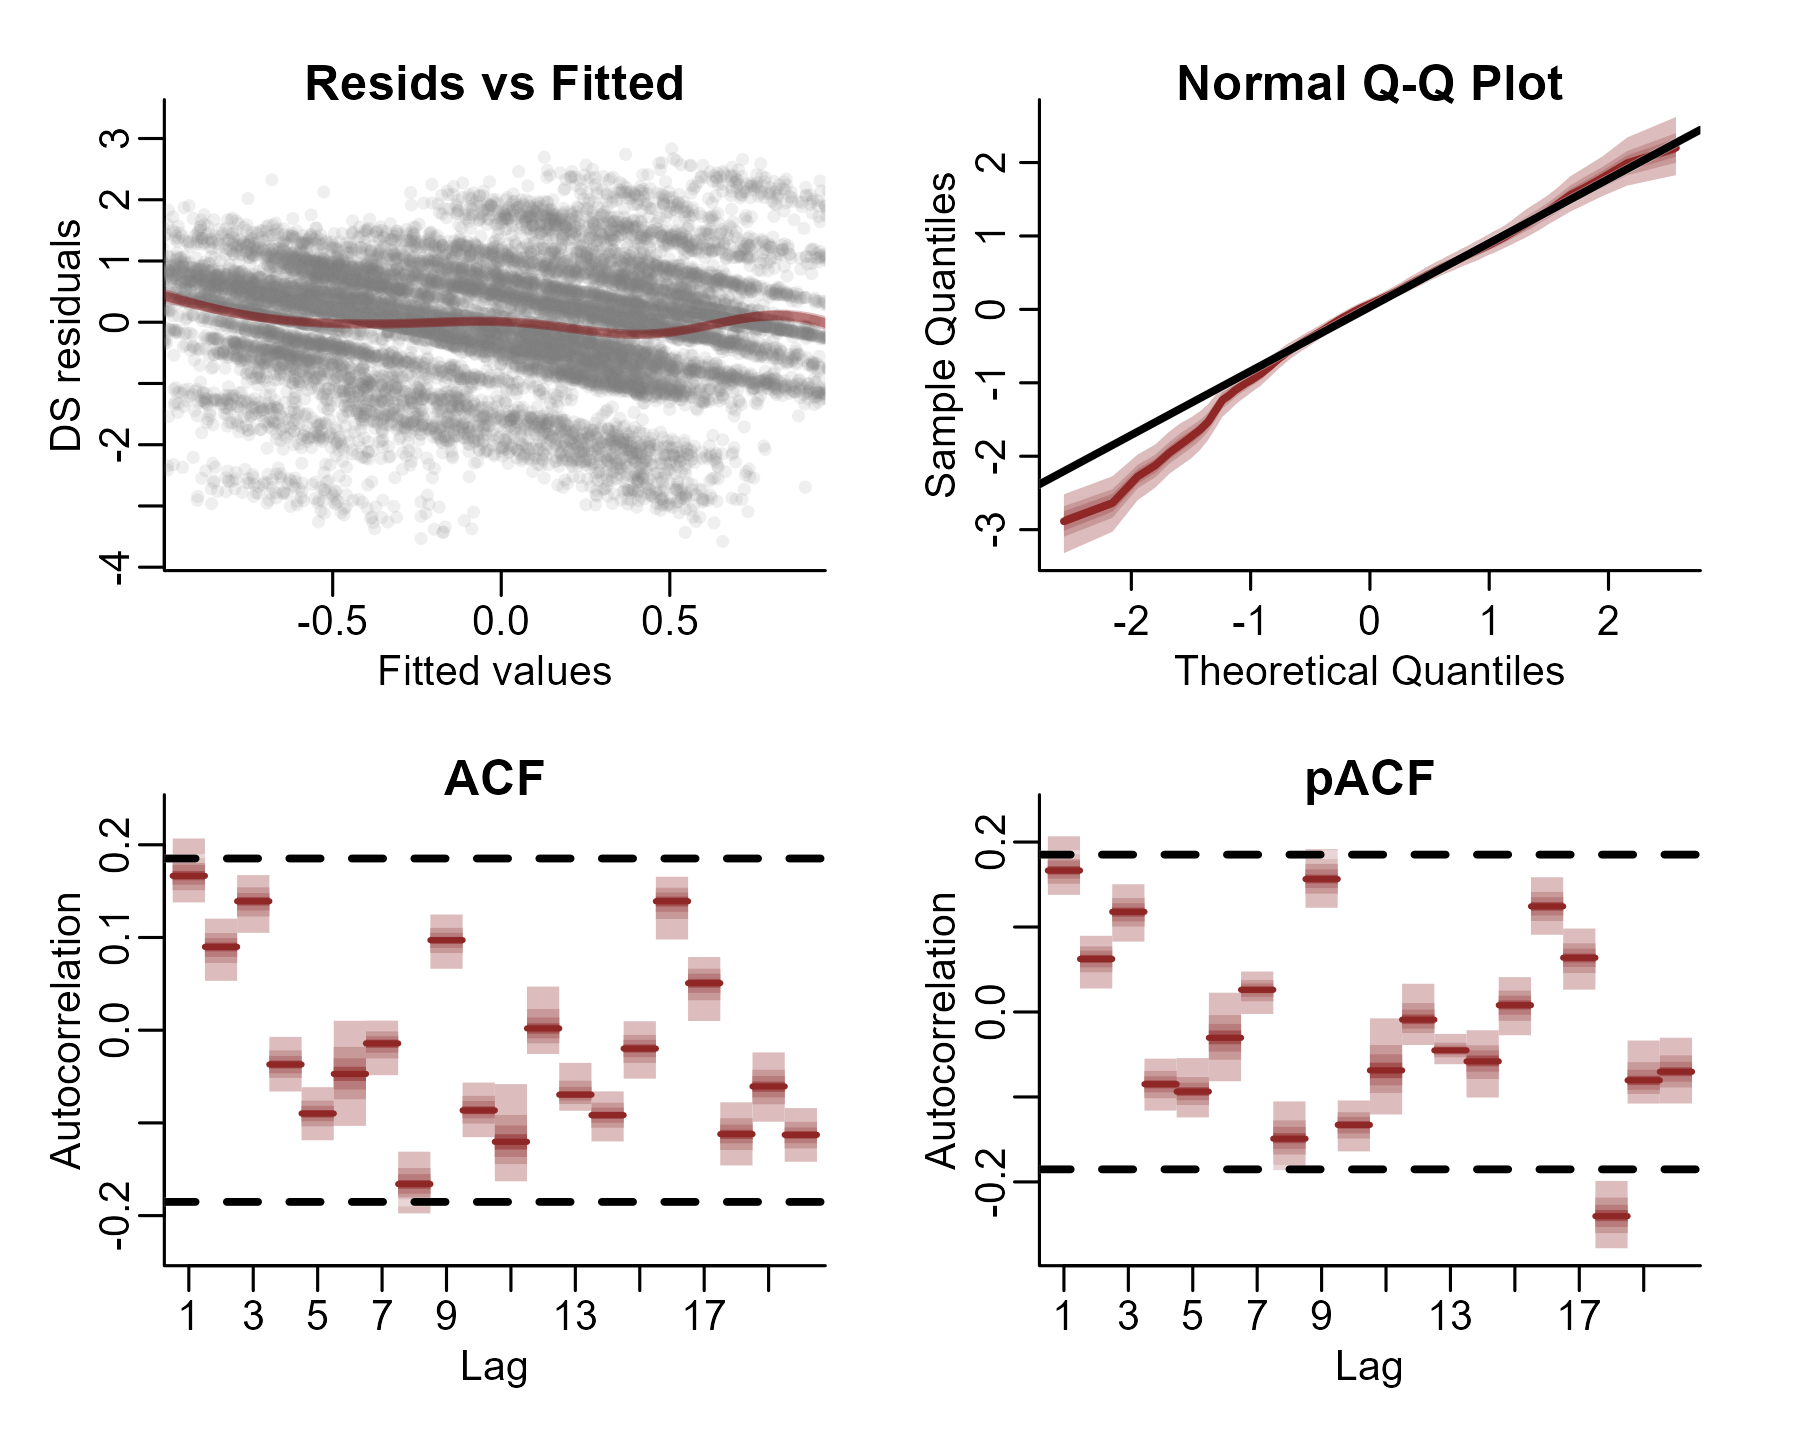 Resids vs Fitted
DS residuals
3
2
1
0
-2
-4
-0.5 0.0 0.5
Fitted values
Normal Q-Q Plot
Sample Quantiles
2
1
0
-1
-2
-3
-2 -1 0 1 2
Theoretical Quantiles
ACF
Autocorrelation
0.2
0.1
0.0
-0.2
1 3 5 7 9 13 17
Lag
pACF
Autocorrelation
0.2
0.0
-0.2
1 3 5 7 9 13 17
Lag